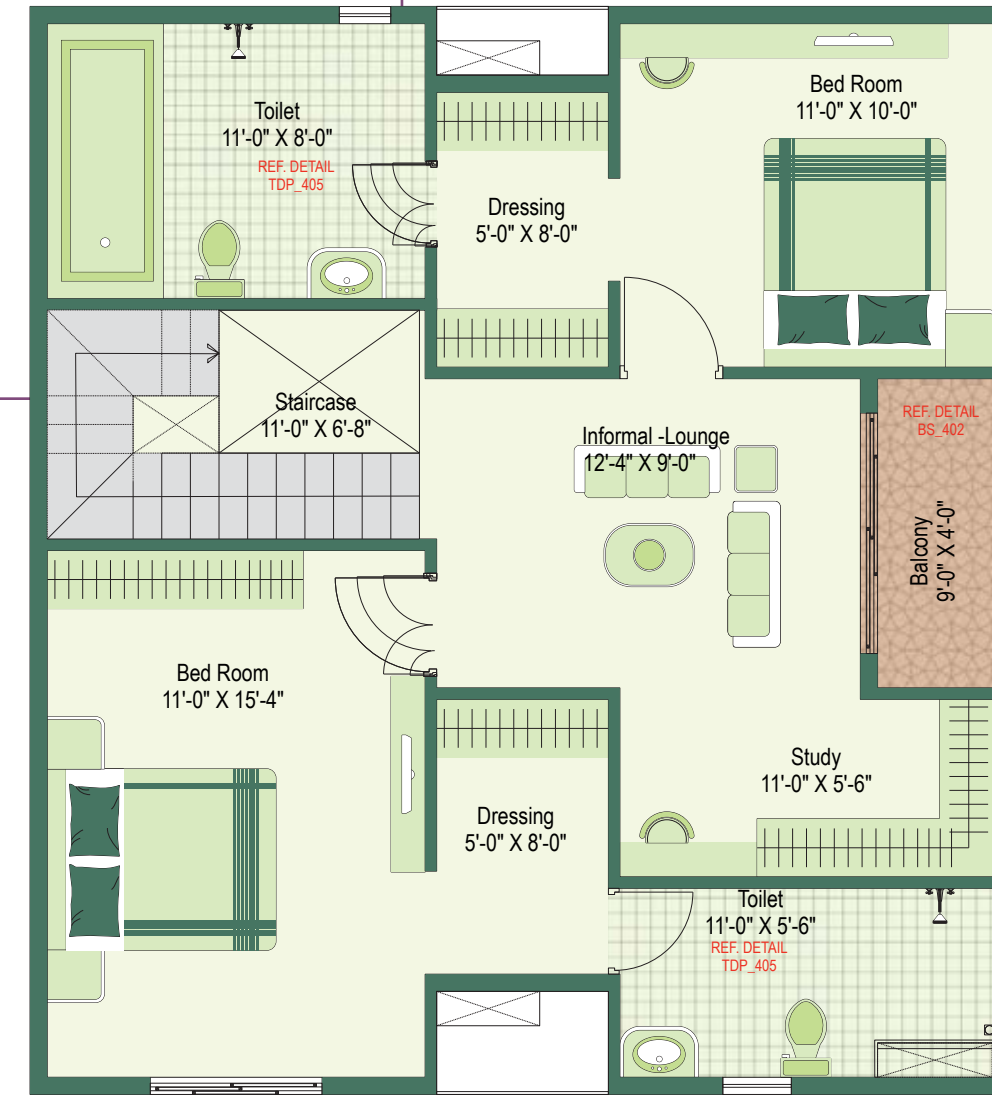 Toilet
11'-0" X 8'-0"
REF. DETAIL
TDP_405
Bed Room
11'-0" X 10'-0"
Dressing
5'-0" X 8'-0"
Staircase
11'-0" X 6'-8"
Informal -Lounge
12'-4" X 9'-0"
REF. DETAIL
BS_402
Balcony
9'-0" X 4'-0"
Bed Room
11'-0" X 15'-4"
Study
11'-0" X 5'-6"
Dressing
5'-0" X 8'-0"
Toilet
11'-0" X 5'-6"
REF. DETAIL
TDP_405